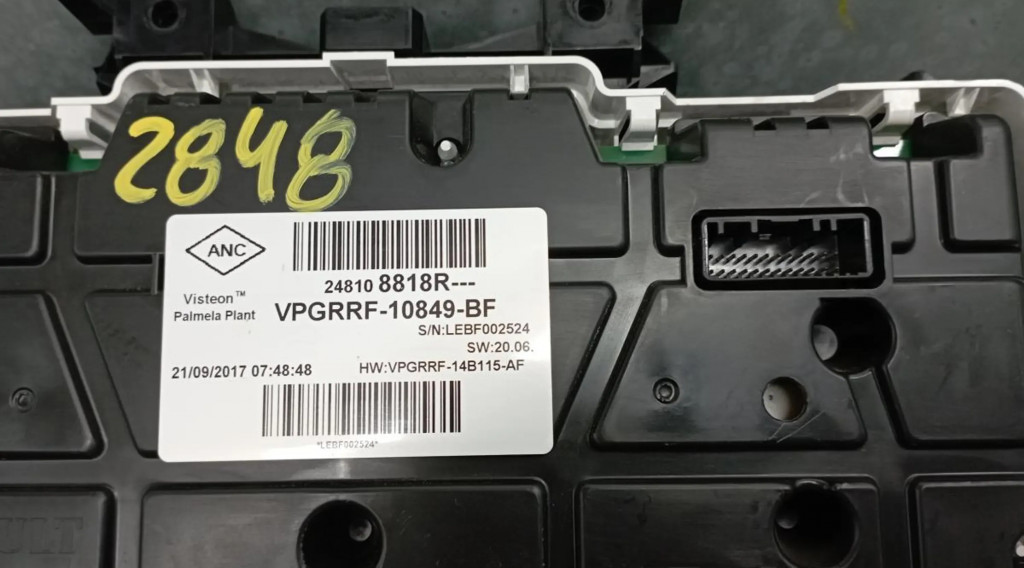 2848
ANC
24810 8818R---
Visteon™
Palmela Plant
VPGRRF-10849-BF
S/N:LEBF002524
SW:20.06.
21/09/2017 07:48:48
HW:VPGRRF-14B115-AF
*LEBF002524*
ULT